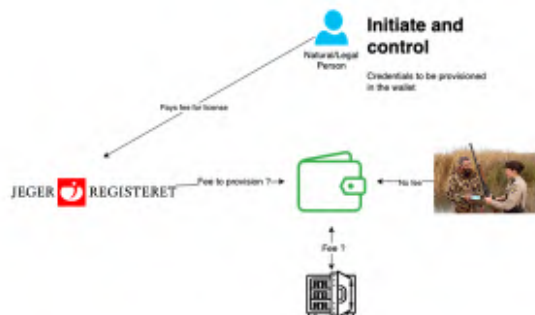 Initiate and
control
Natural/Legal
Person
Credentials to be provisioned
in the wallet
Pays fee for license
JEGER REGISTERET
Fee to provision ?
No fee
Fee ?